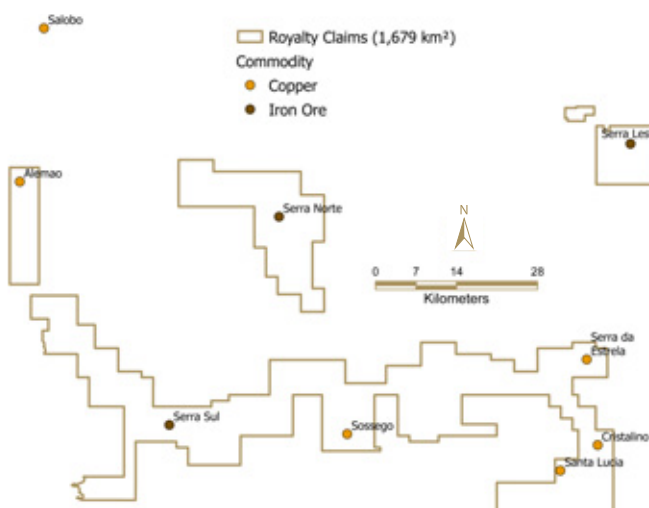 Salobo
Royalty Claims (1,679 km²)
Commodity
Copper
Iron Ore
Serra Les
Alemao
Serra Norte
N
0 7 14 28
Kilometers
Serra da
Estrela
Serra Sul
Sossego
Cristalino
Santa Lucia